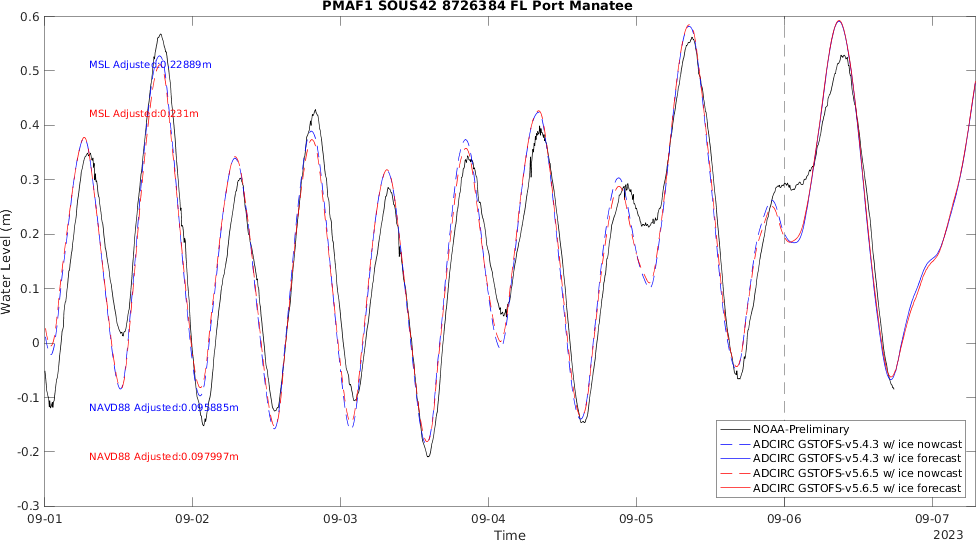 PMAF1 SOUS42 8726384 FL Port Manatee
0.6
0.5
0.4
0.3
0.2
0.1
0
-0.1
-0.2
-0.3
Water Level (m)
MSL Adjusted:0.22889m
MSL Adjusted:0.231m
NAVD88 Adjusted:0.095885m
NAVD88 Adjusted:0.097997m
NOAA-Preliminary
ADCIRC GSTOFS-v5.4.3 w/ ice nowcast
ADCIRC GSTOFS-v5.4.3 w/ ice forecast
ADCIRC GSTOFS-v5.6.5 w/ ice nowcast
ADCIRC GSTOFS-v5.6.5 w/ ice forecast
09-01 09-02 09-03 09-04 09-05 09-06 09-07
Time
2023